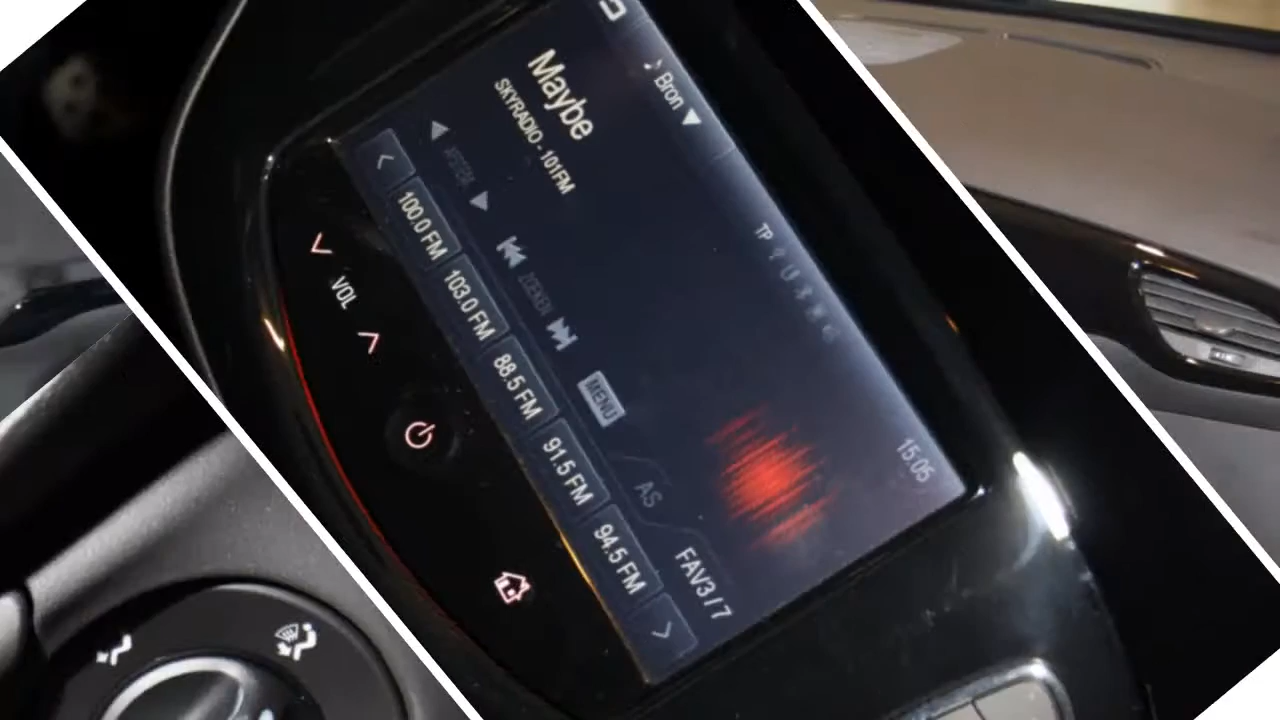 ♪ Bron ▼
TP
15:05
Maybe
SKYRADIO - 101FM
ZOEKEN
MENU
AS
FAV3/7
100.0 FM
103.0 FM
88.5 FM
91.5 FM
94.5 FM
VOL